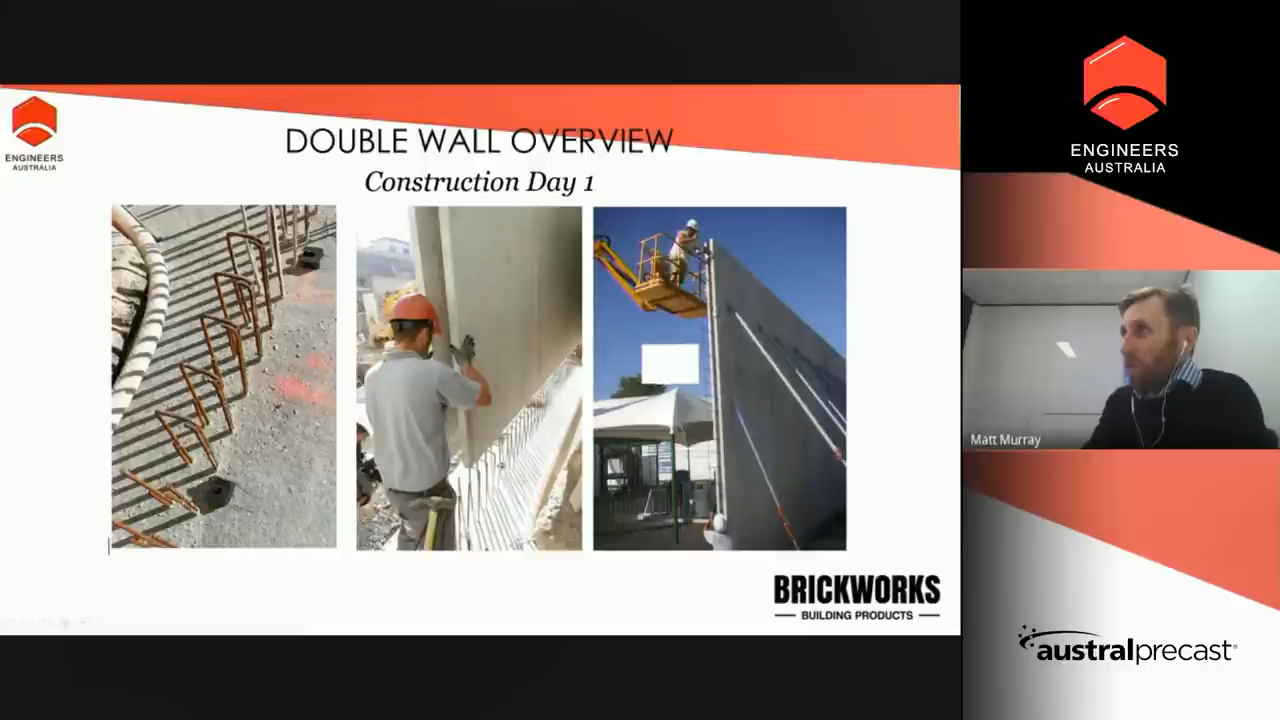 ENGINEERS
AUSTRALIA
DOUBLE WALL OVERVIEW
Construction Day 1
BRICKWORKS
BUILDING PRODUCTS
ENGINEERS
AUSTRALIA
Matt Murray
australprecast®